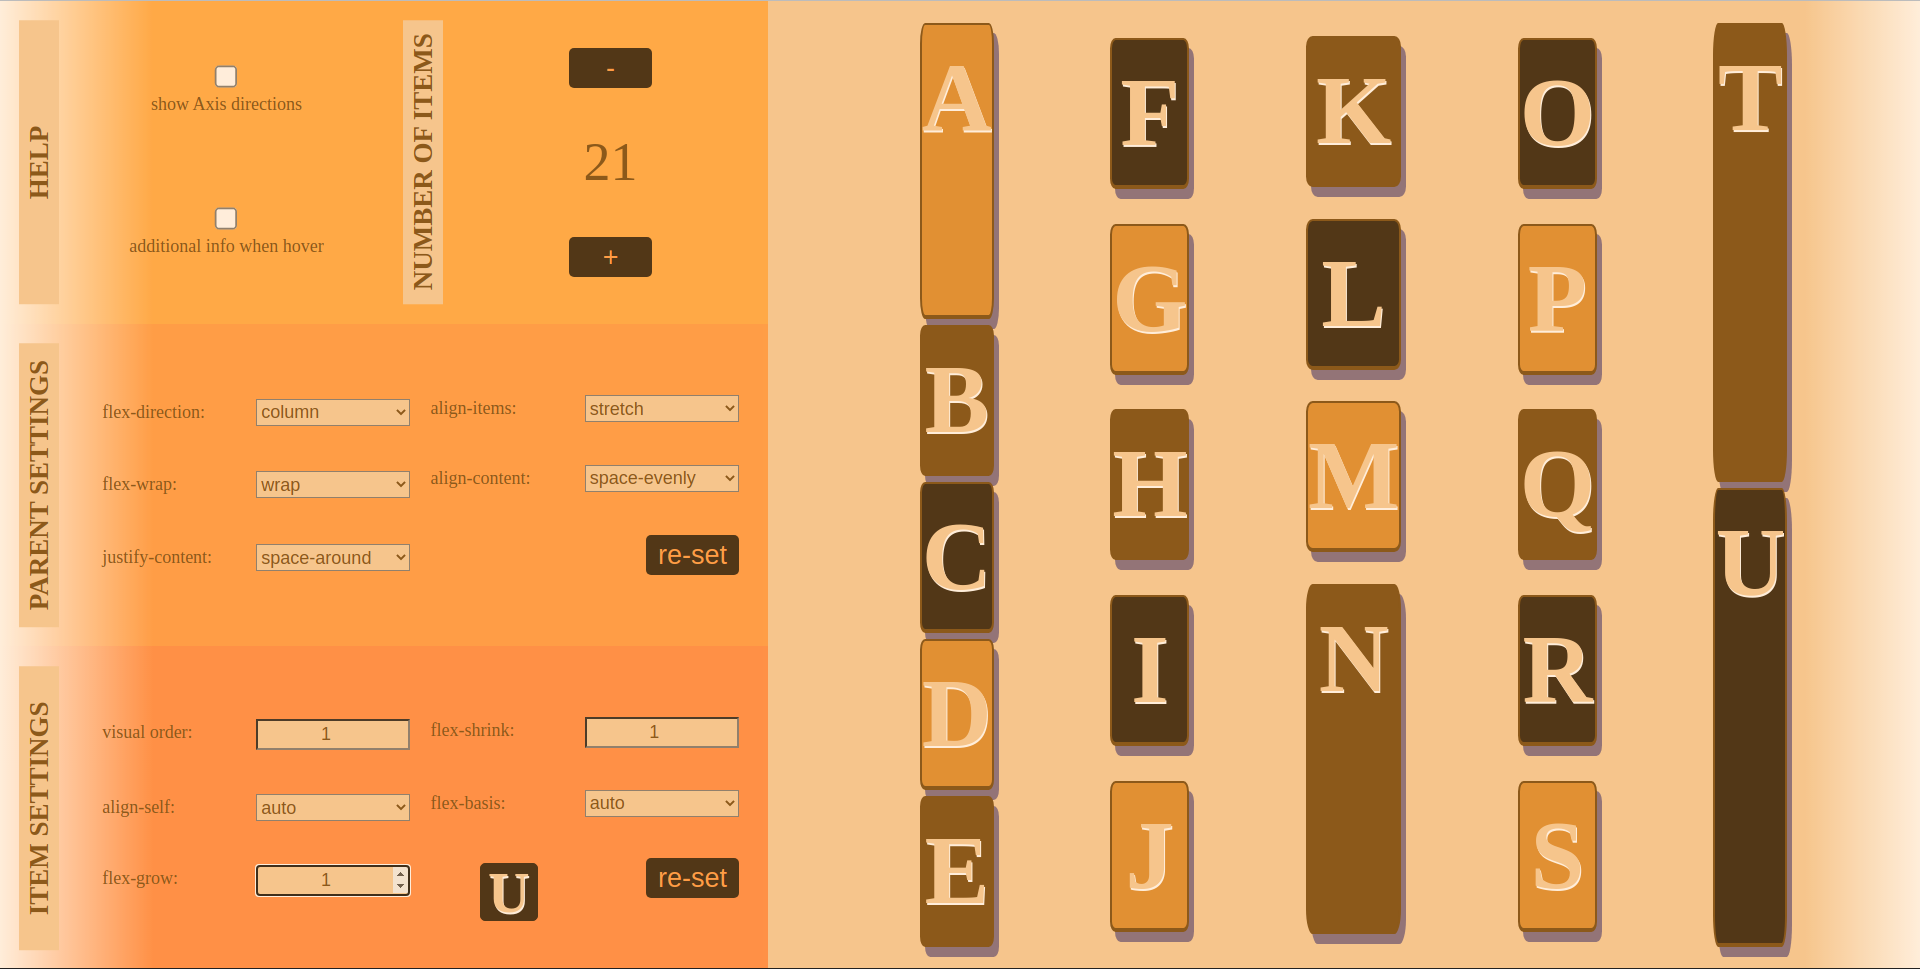 HELP
show Axis directions
additional info when hover
NUMBER OF ITEMS
-
21
+
PARENT SETTINGS
flex-direction: column
align-items: stretch
flex-wrap: wrap
align-content: space-evenly
justify-content: space-around
re-set
ITEM SETTINGS
visual order: 1
flex-shrink: 1
align-self: auto
flex-basis: auto
flex-grow: 1
U
re-set
A
B
C
D
E
F
G
H
I
J
K
L
M
N
O
P
Q
R
S
T
U